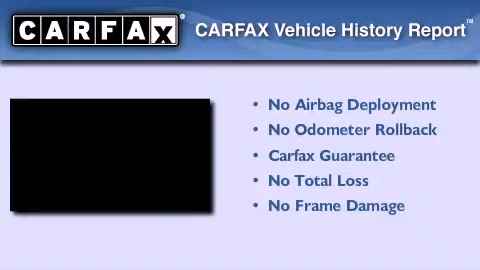 CARFAX® CARFAX Vehicle History Report™
• No Airbag Deployment
• No Odometer Rollback
• Carfax Guarantee
• No Total Loss
• No Frame Damage